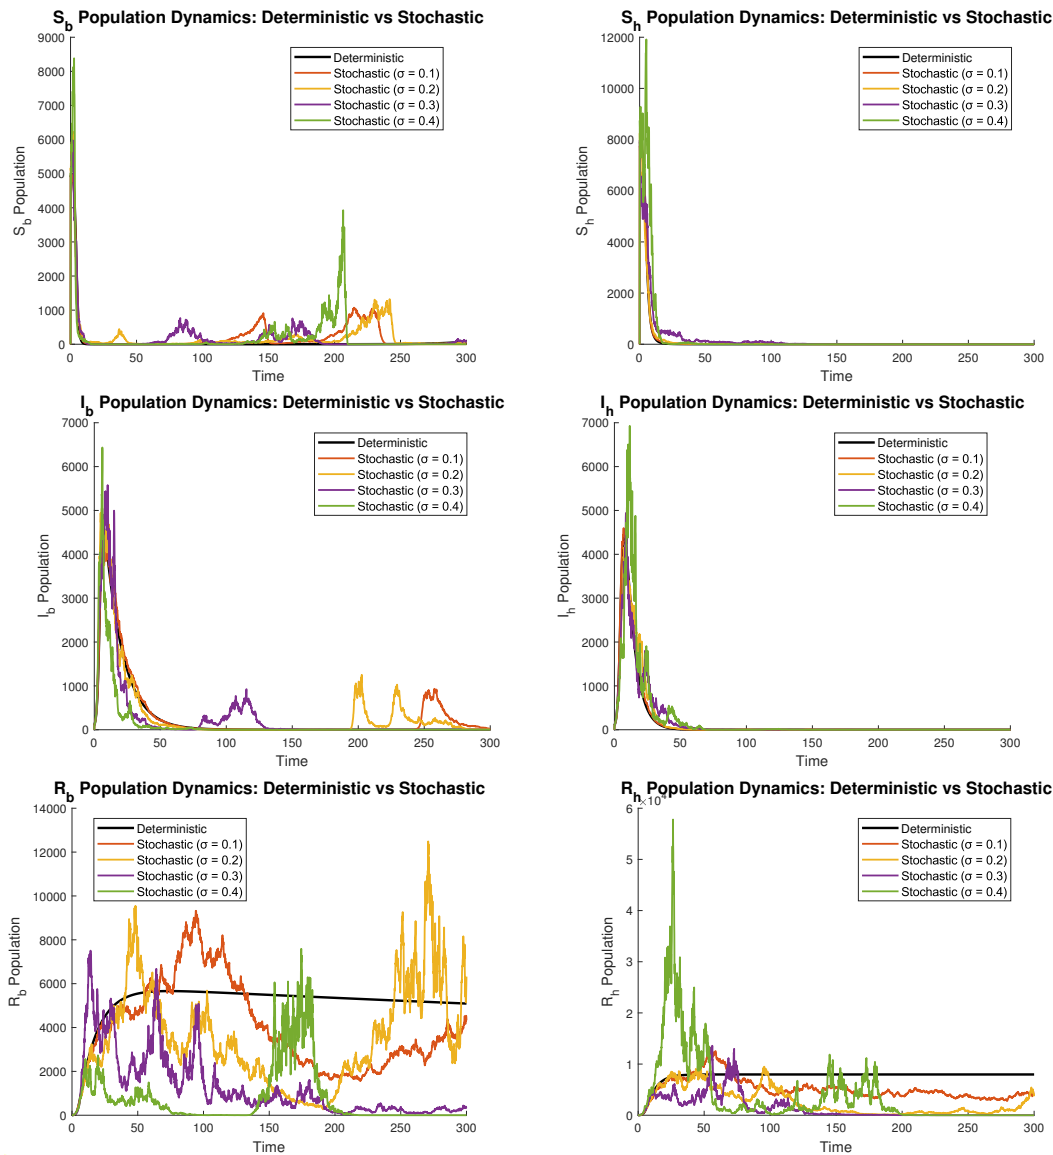 S_b Population Dynamics: Deterministic vs Stochastic
9000
8000
7000
6000
5000
4000
3000
2000
1000
0
S_b Population
Deterministic
Stochastic (σ = 0.1)
Stochastic (σ = 0.2)
Stochastic (σ = 0.3)
Stochastic (σ = 0.4)
0 50 100 150 200 250 300
Time
S_h Population Dynamics: Deterministic vs Stochastic
12000
10000
8000
6000
4000
2000
0
S_h Population
Deterministic
Stochastic (σ = 0.1)
Stochastic (σ = 0.2)
Stochastic (σ = 0.3)
Stochastic (σ = 0.4)
0 50 100 150 200 250 300
Time
I_b Population Dynamics: Deterministic vs Stochastic
7000
6000
5000
4000
3000
2000
1000
0
I_b Population
Deterministic
Stochastic (σ = 0.1)
Stochastic (σ = 0.2)
Stochastic (σ = 0.3)
Stochastic (σ = 0.4)
0 50 100 150 200 250 300
Time
I_h Population Dynamics: Deterministic vs Stochastic
7000
6000
5000
4000
3000
2000
1000
0
I_h Population
Deterministic
Stochastic (σ = 0.1)
Stochastic (σ = 0.2)
Stochastic (σ = 0.3)
Stochastic (σ = 0.4)
0 50 100 150 200 250 300
Time
R_b Population Dynamics: Deterministic vs Stochastic
14000
12000
10000
8000
6000
4000
2000
0
R_b Population
Deterministic
Stochastic (σ = 0.1)
Stochastic (σ = 0.2)
Stochastic (σ = 0.3)
Stochastic (σ = 0.4)
0 50 100 150 200 250 300
Time
R_h Population Dynamics: Deterministic vs Stochastic
×10^4
6
5
4
3
2
1
0
R_h Population
Deterministic
Stochastic (σ = 0.1)
Stochastic (σ = 0.2)
Stochastic (σ = 0.3)
Stochastic (σ = 0.4)
0 50 100 150 200 250 300
Time